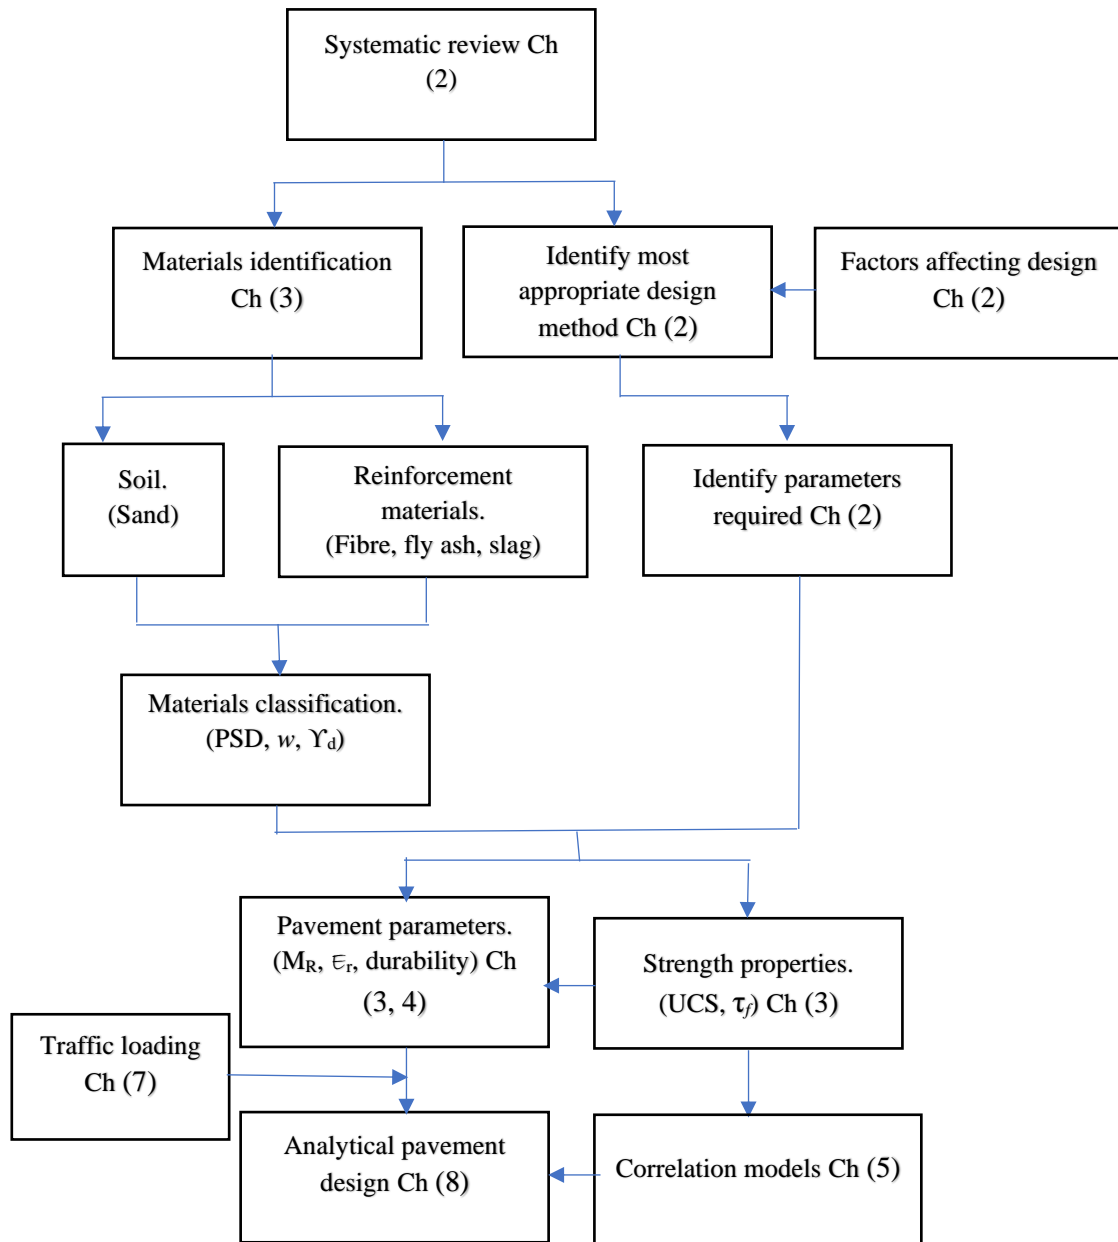 Systematic review Ch
(2)
Materials identification
Ch (3)
Identify most
appropriate design
method Ch (2)
Factors affecting design
Ch (2)
Soil.
(Sand)
Reinforcement
materials.
(Fibre, fly ash, slag)
Identify parameters
required Ch (2)
Materials classification.
(PSD, w, ϒd)
Pavement parameters.
(MR, ∈r, durability) Ch
(3, 4)
Strength properties.
(UCS, τf) Ch (3)
Traffic loading
Ch (7)
Analytical pavement
design Ch (8)
Correlation models Ch (5)